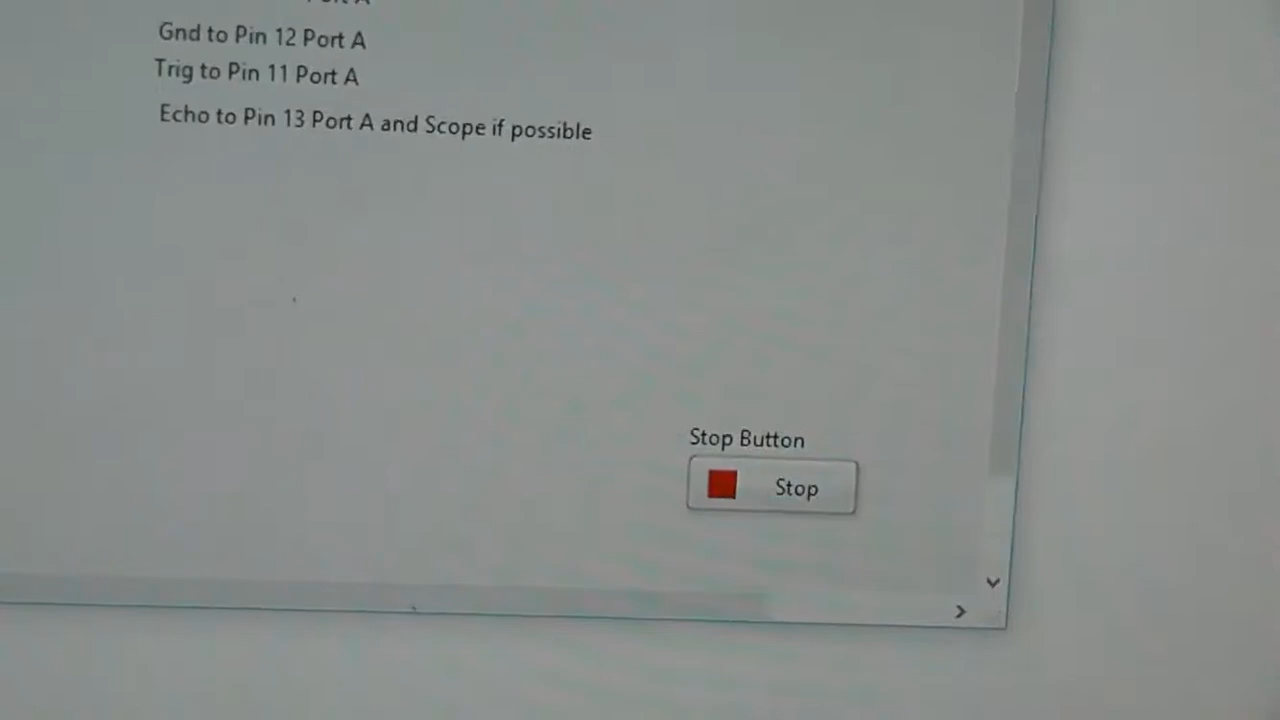 Gnd to Pin 12 Port A
Trig to Pin 11 Port A
Echo to Pin 13 Port A and Scope if possible
Stop Button
Stop